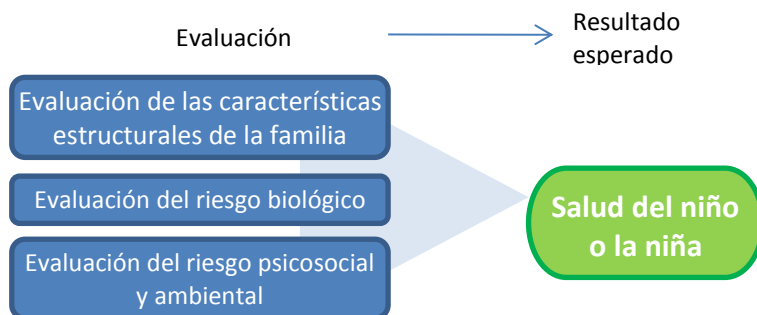 Evaluación
Resultado
esperado
Evaluación de las características
estructurales de la familia
Evaluación del riesgo biológico
Evaluación del riesgo psicosocial
y ambiental
Salud del niño
o la niña